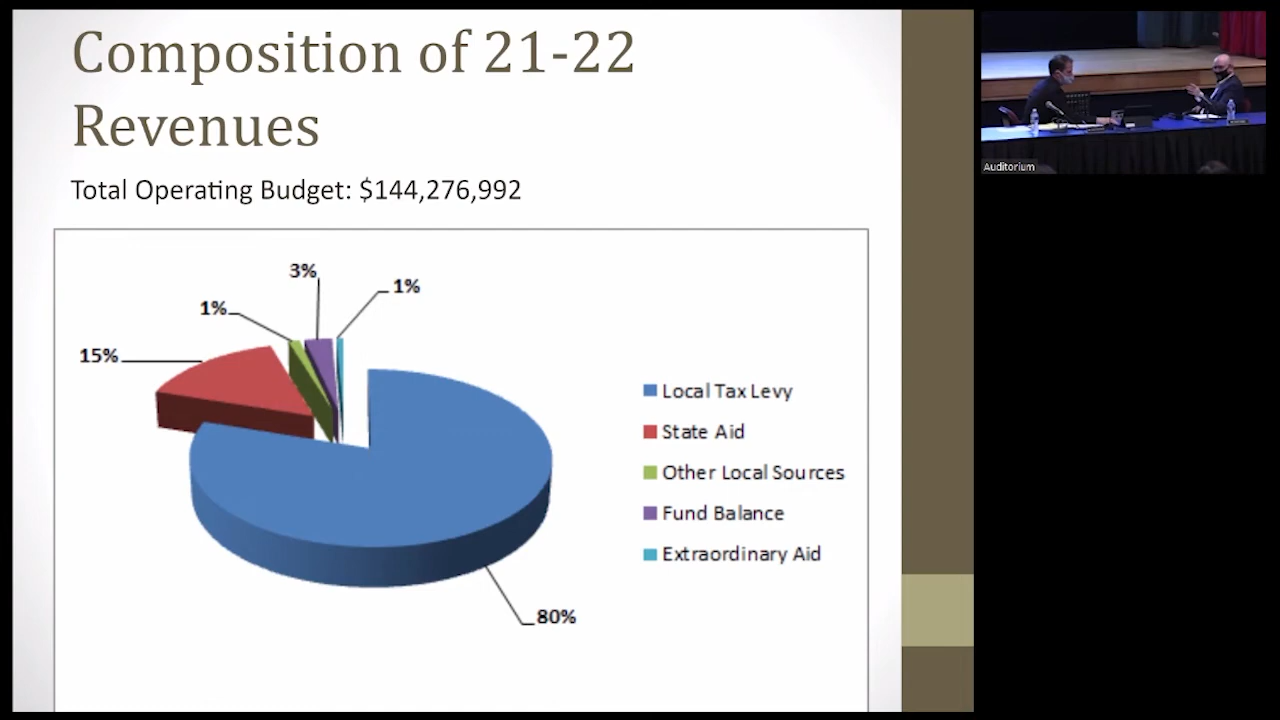 Composition of 21-22
Revenues
Total Operating Budget: $144,276,992
3%
1%
1%
15%
80%
Local Tax Levy
State Aid
Other Local Sources
Fund Balance
Extraordinary Aid
Auditorium